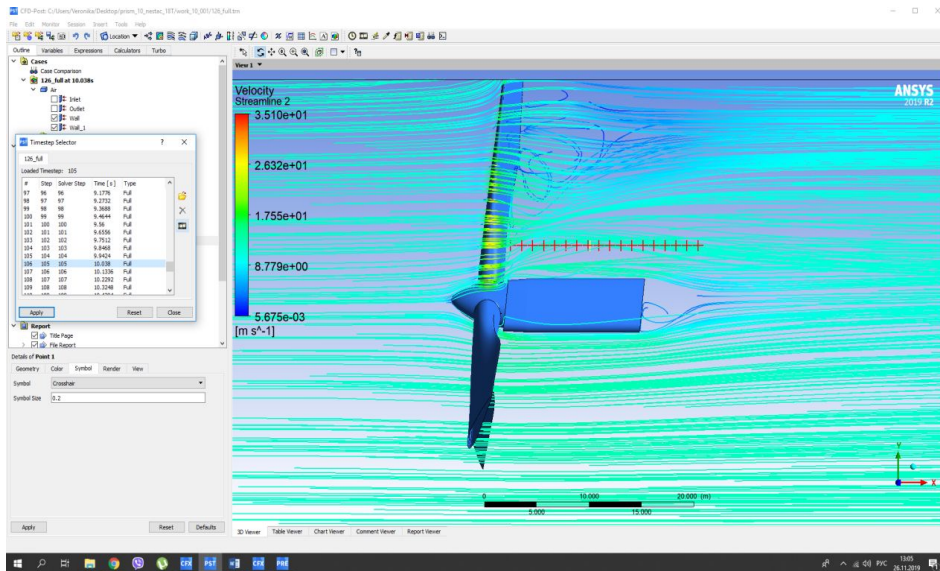 CFD-Post: C:/Users/Veronika/Desktop/prism_10_nestac_18T/work_10_001/126_full.trn
File Edit Monitor Session Insert Tools Help
Location
Outline Variables Expressions Calculators Turbo
Cases
Case Comparison
126_full at 10.038s
Air
Inlet
Outlet
Wall
Wall_1
Timestep Selector ? X
126_full
Loaded Timestep: 105
# Step Solver Step Time [s] Type
97 96 96 9.1776 Full
98 97 97 9.2732 Full
99 98 98 9.3688 Full
100 99 99 9.4644 Full
101 100 100 9.56 Full
102 101 101 9.6556 Full
103 102 102 9.7512 Full
104 103 103 9.8468 Full
105 104 104 9.9424 Full
106 105 105 10.038 Full
107 106 106 10.1336 Full
108 107 107 10.2292 Full
109 108 108 10.3248 Full
Apply Reset Close
Report
Title Page
File Report
Details of Point 1
Geometry Color Symbol Render View
Symbol Crosshair
Symbol Size 0.2
Apply Reset Defaults
View 1
Velocity
Streamline 2
3.510e+01
2.632e+01
1.755e+01
8.779e+00
5.675e-03
[m s^-1]
ANSYS
2019 R2
Y
X
0 10.000 20.000 (m)
5.000 15.000
3D Viewer Table Viewer Chart Viewer Comment Viewer Report Viewer
CFX PST CFX PRE
РУС
13:05
26.11.2019